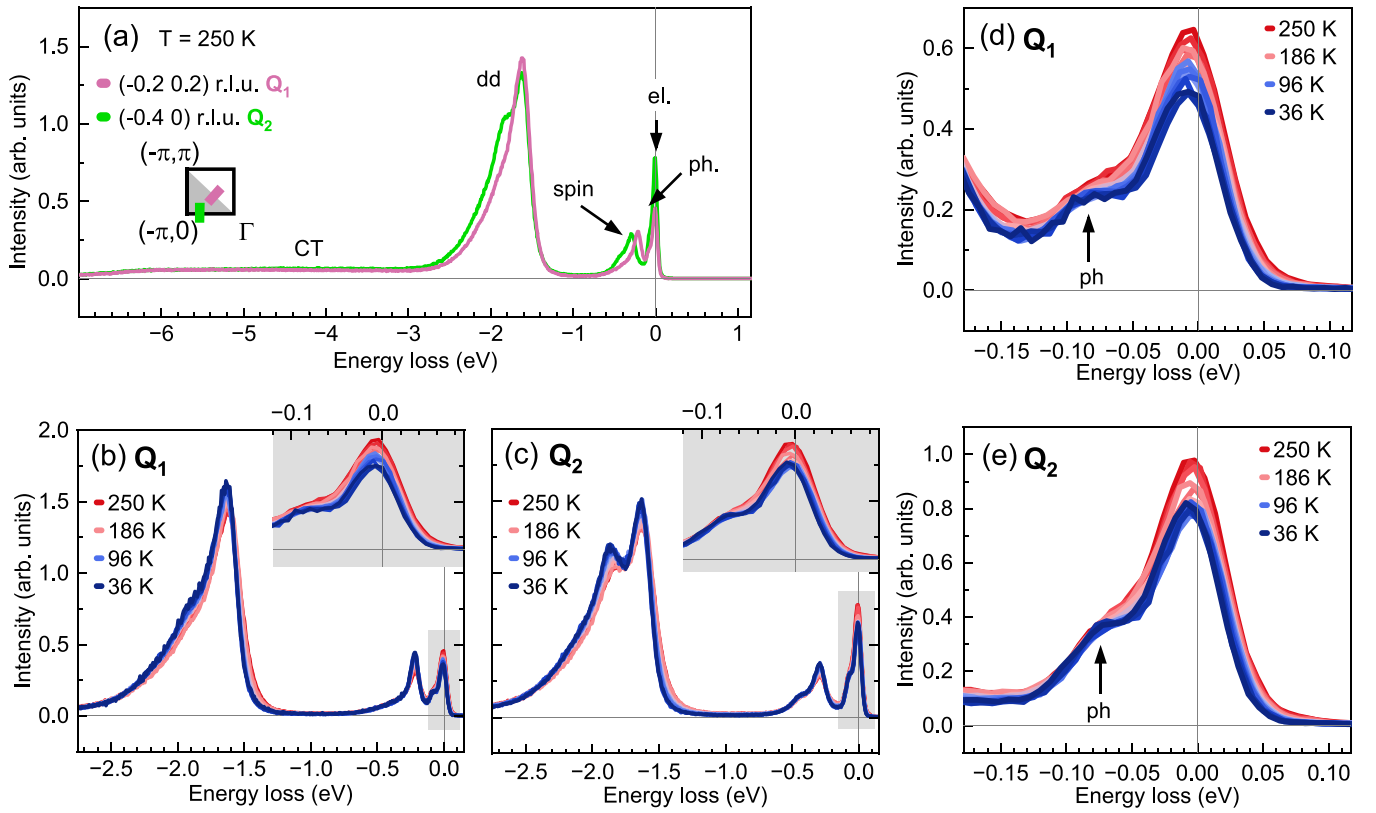 (a) T = 250 K
(-0.2 0.2) r.l.u. Q1
(-0.4 0) r.l.u. Q2
(-π,π)
(-π,0)
Γ
CT
dd
spin
el.
ph.
1.5
1.0
0.5
0.0
Intensity (arb. units)
−6 −5 −4 −3 −2 −1 0 1
Energy loss (eV)
(d) Q1
250 K
186 K
96 K
36 K
ph
0.6
0.4
0.2
0.0
Intensity (arb. units)
−0.15 −0.10 −0.05 0.00 0.05 0.10
Energy loss (eV)
(b) Q1
250 K
186 K
96 K
36 K
−0.1 0.0
2.0
1.5
1.0
0.5
0.0
Intensity (arb. units)
−2.5 −2.0 −1.5 −1.0 −0.5 0.0
Energy loss (eV)
(c) Q2
250 K
186 K
96 K
36 K
−0.1 0.0
−2.5 −2.0 −1.5 −1.0 −0.5 0.0
Energy loss (eV)
(e) Q2
250 K
186 K
96 K
36 K
ph
1.0
0.8
0.6
0.4
0.2
0.0
Intensity (arb. units)
−0.15 −0.10 −0.05 0.00 0.05 0.10
Energy loss (eV)